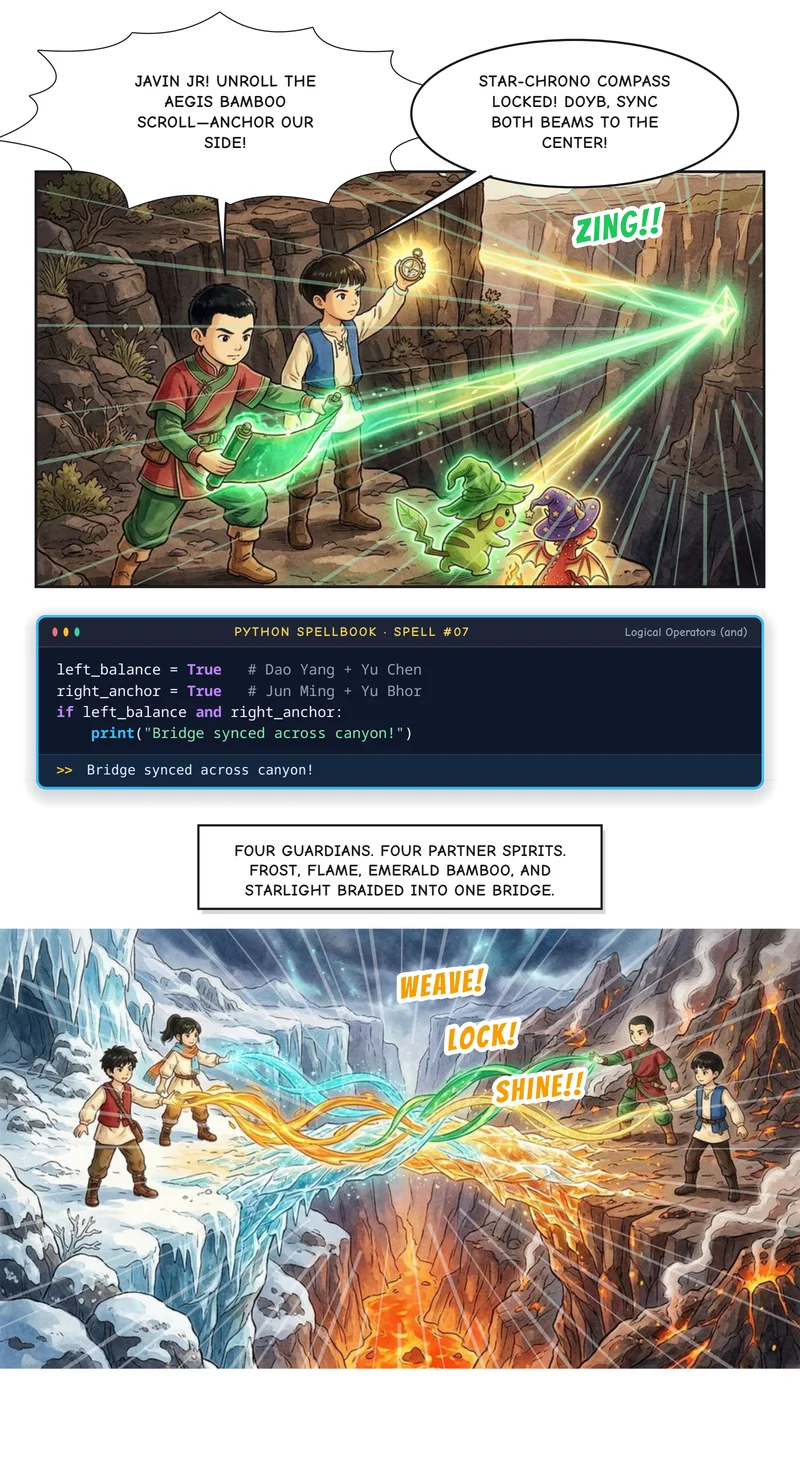 JAVIN JR! UNROLL THE
AEGIS BAMBOO
SCROLL—ANCHOR OUR
SIDE!
STAR-CHRONO COMPASS
LOCKED! DOYB, SYNC
BOTH BEAMS TO THE
CENTER!
ZING!!
PYTHON SPELLBOOK · SPELL #07
Logical Operators (and)
left_balance = True   # Dao Yang + Yu Chen
right_anchor = True   # Jun Ming + Yu Bhor
if left_balance and right_anchor:
    print("Bridge synced across canyon!")
>> Bridge synced across canyon!
FOUR GUARDIANS. FOUR PARTNER SPIRITS.
FROST, FLAME, EMERALD BAMBOO, AND
STARLIGHT BRAIDED INTO ONE BRIDGE.
WEAVE!
LOCK!
SHINE!!